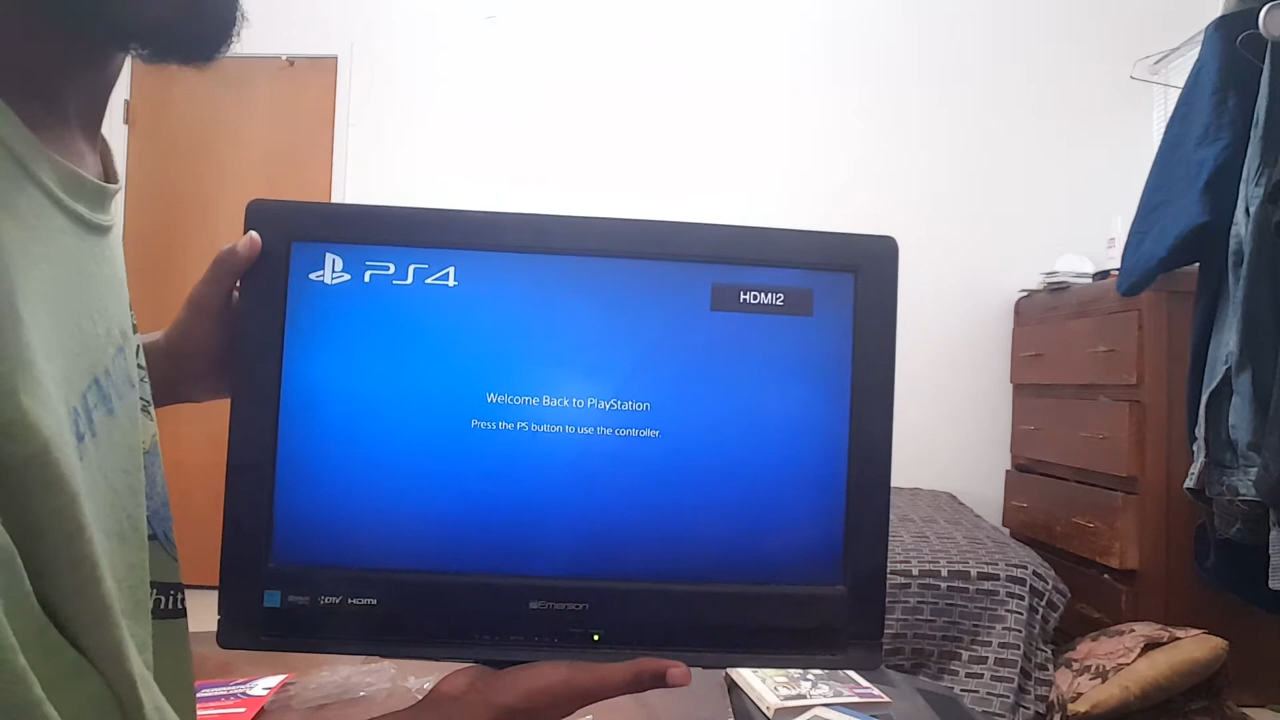 PS4
HDMI2
Welcome Back to PlayStation
Press the PS button to use the controller.
HDMI
Emerson